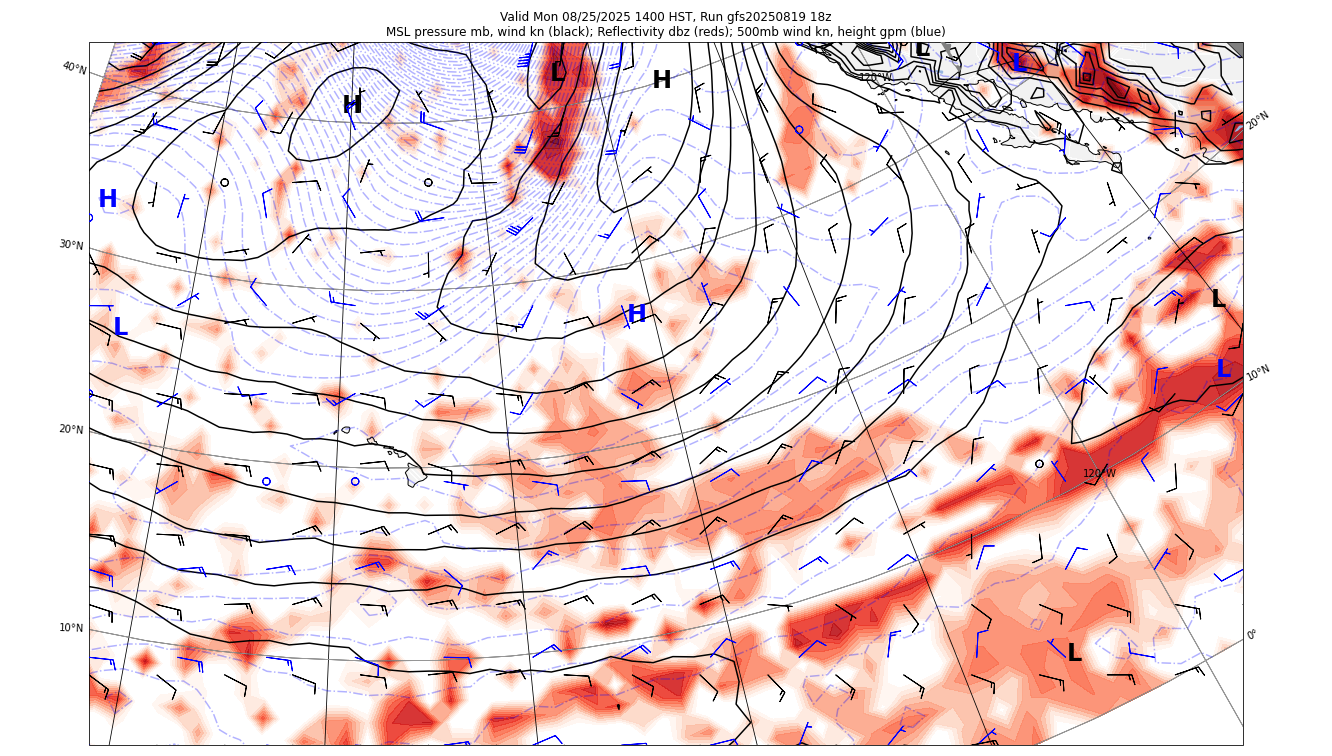 Valid Mon 08/25/2025 1400 HST, Run gfs20250819 18z
MSL pressure mb, wind kn (black); Reflectivity dbz (reds); 500mb wind kn, height gpm (blue)
L
40°N
L
L
H
120°W
H
20°N
H
30°N
L
H
L
L
10°N
20°N
120°W
10°N
0°
L